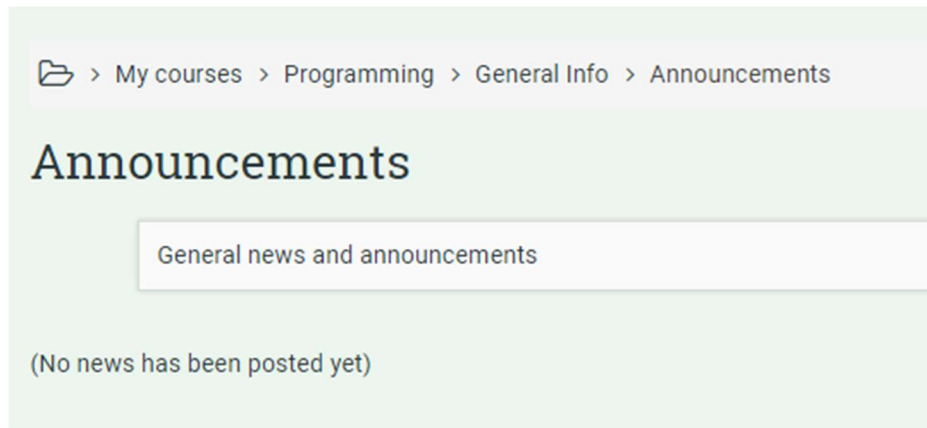 > My courses > Programming > General Info > Announcements
Announcements
General news and announcements
(No news has been posted yet)